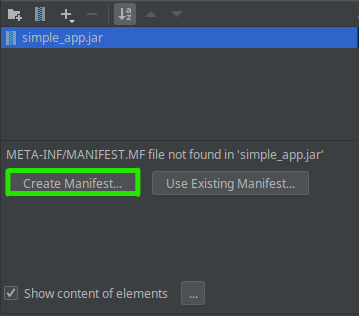 simple_app.jar
META-INF/MANIFEST.MF file not found in 'simple_app.jar'
Create Manifest... Use Existing Manifest...
Show content of elements ...